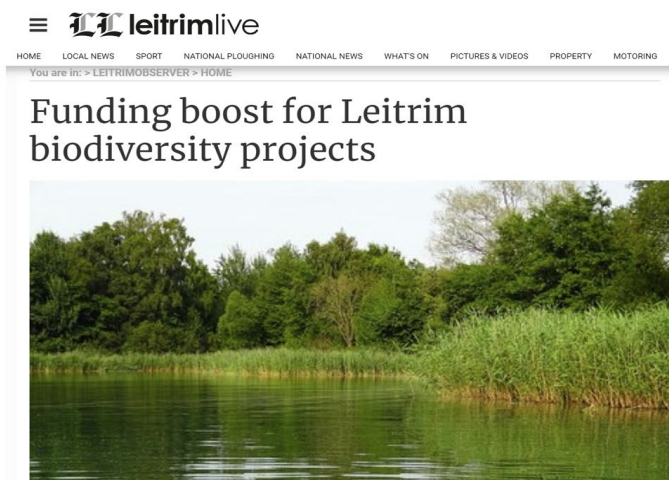 LL leitrimlive
HOME LOCAL NEWS SPORT NATIONAL PLOUGHING NATIONAL NEWS WHAT'S ON PICTURES & VIDEOS PROPERTY MOTORING
You are in: > LEITRIMOBSERVER > HOME
Funding boost for Leitrim
biodiversity projects